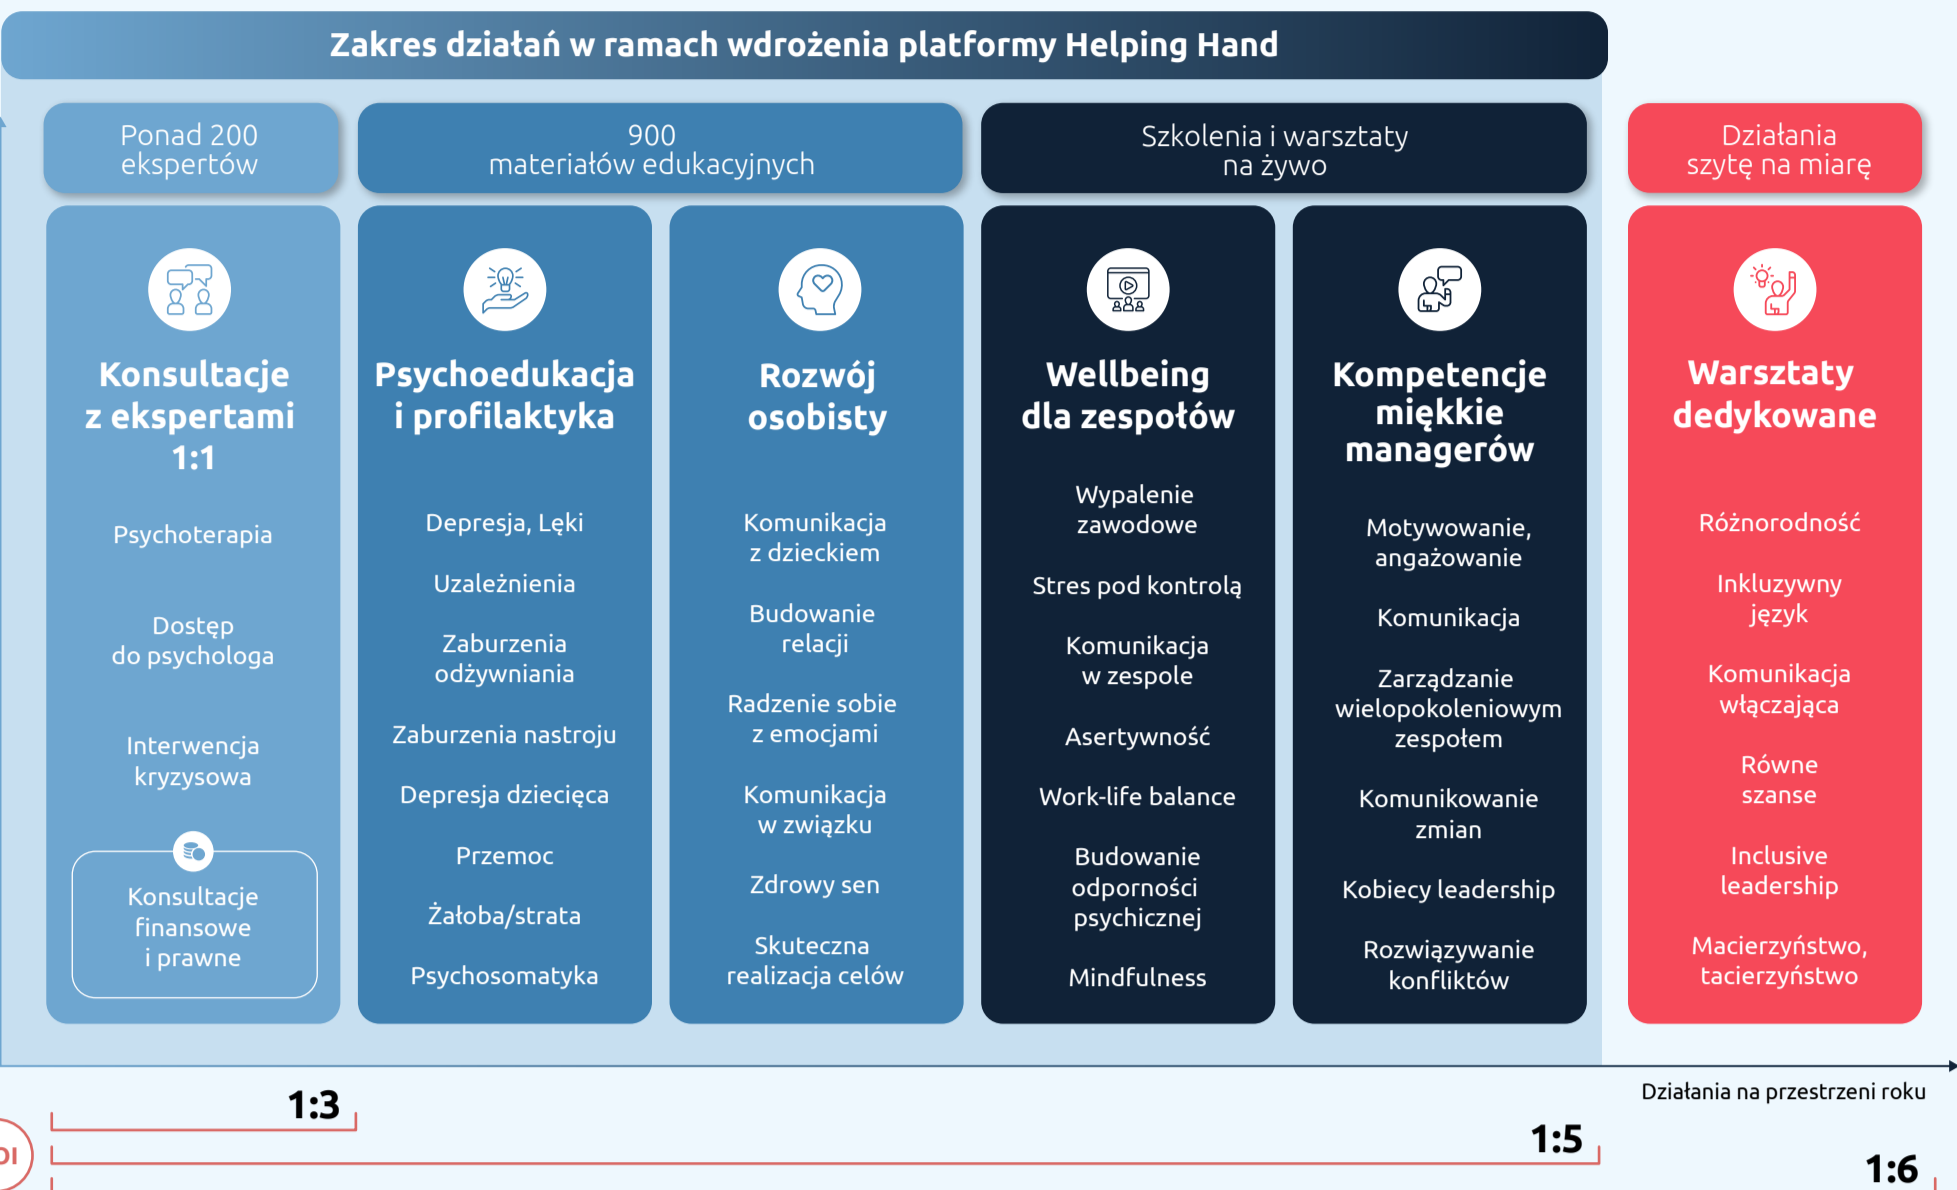 Zakres działań w ramach wdrożenia platformy Helping Hand
Ponad 200
ekspertów
900
materiałów edukacyjnych
Szkolenia i warsztaty
na żywo
Działania
szytę na miarę
Konsultacje
z ekspertami
1:1
Psychoterapia
Dostęp
do psychologa
Interwencja
kryzysowa
Konsultacje
finansowe
i prawne
Psychoedukacja
i profilaktyka
Depresja, Lęki
Uzależnienia
Zaburzenia
odżywniania
Zaburzenia nastroju
Depresja dziecięca
Przemoc
Żałoba/strata
Psychosomatyka
Rozwój
osobisty
Komunikacja
z dzieckiem
Budowanie
relacji
Radzenie sobie
z emocjami
Komunikacja
w związku
Zdrowy sen
Skuteczna
realizacja celów
Wellbeing
dla zespołów
Wypalenie
zawodowe
Stres pod kontrolą
Komunikacja
w zespole
Asertywność
Work-life balance
Budowanie
odporności
psychicznej
Mindfulness
Kompetencje
miękkie
managerów
Motywowanie,
angażowanie
Komunikacja
Zarządzanie
wielopokoleniowym
zespołem
Komunikowanie
zmian
Kobiecy leadership
Rozwiązywanie
konfliktów
Warsztaty
dedykowane
Różnorodność
Inkluzywny
język
Komunikacja
włączająca
Równe
szanse
Inclusive
leadership
Macierzyństwo,
tacierzyństwo
Działania na przestrzeni roku
1:3
1:5
1:6